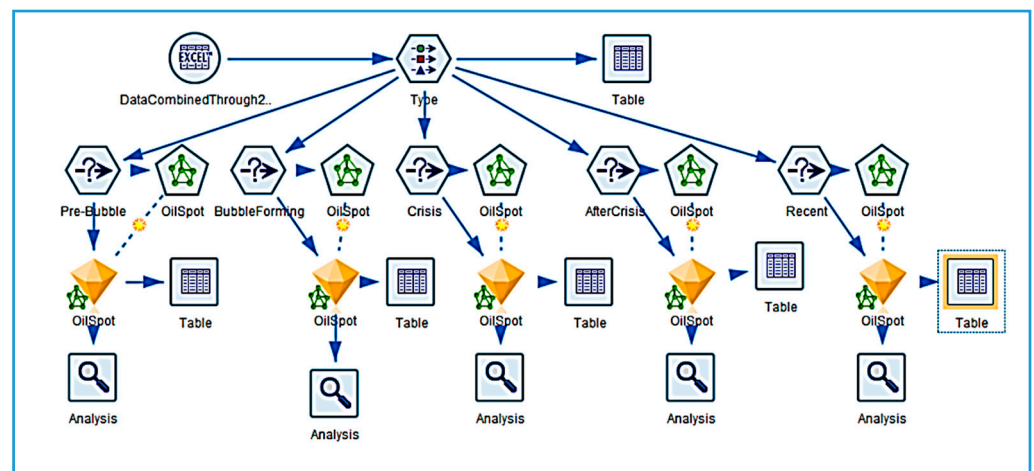 EXCEL
DataCombinedThrough2..
Type
Table
Pre-Bubble
OilSpot
BubbleForming
OilSpot
Crisis
OilSpot
AfterCrisis
OilSpot
Recent
OilSpot
OilSpot
Table
OilSpot
Table
OilSpot
Table
OilSpot
Table
OilSpot
Table
Analysis
Analysis
Analysis
Analysis
Analysis